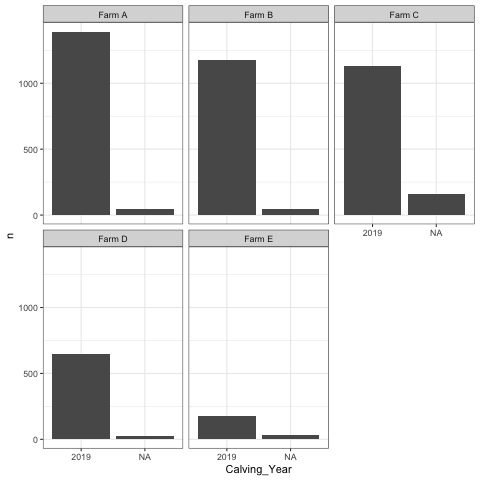 Farm A
Farm B
Farm C
1000
500
0
2019
NA
n
Farm D
Farm E
1000
500
0
2019
NA
2019
NA
Calving_Year